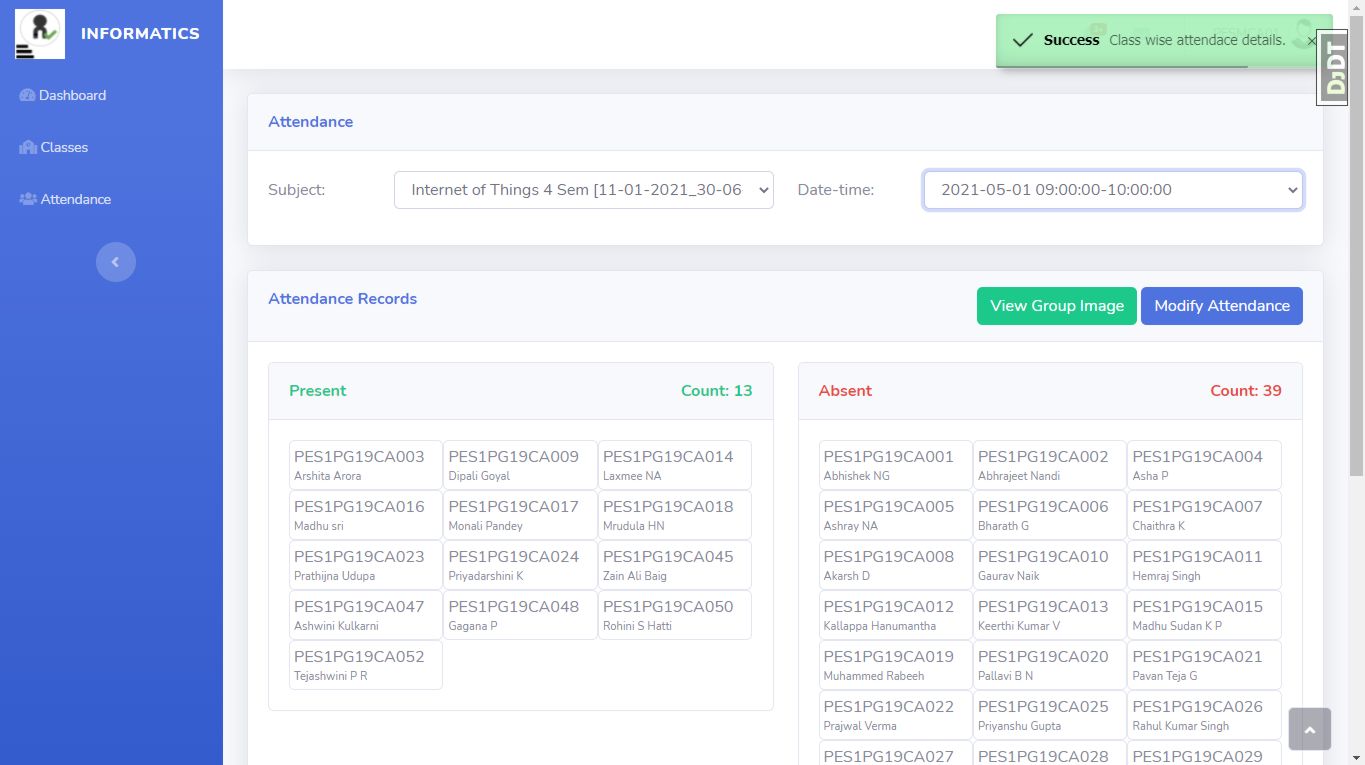 INFORMATICS
Success Class wise attendace details. ×
DJDT
Dashboard
Classes
Attendance
Attendance
Subject: Internet of Things 4 Sem [11-01-2021_30-06 Date-time: 2021-05-01 09:00:00-10:00:00
Attendance Records View Group Image Modify Attendance
Present Count: 13
PES1PG19CA003 PES1PG19CA009 PES1PG19CA014
Arshita Arora Dipali Goyal Laxmee NA
PES1PG19CA016 PES1PG19CA017 PES1PG19CA018
Madhu sri Monali Pandey Mrudula HN
PES1PG19CA023 PES1PG19CA024 PES1PG19CA045
Prathijna Udupa Priyadarshini K Zain Ali Baig
PES1PG19CA047 PES1PG19CA048 PES1PG19CA050
Ashwini Kulkarni Gagana P Rohini S Hatti
PES1PG19CA052
Tejashwini P R
Absent Count: 39
PES1PG19CA001 PES1PG19CA002 PES1PG19CA004
Abhishek NG Abhrajeet Nandi Asha P
PES1PG19CA005 PES1PG19CA006 PES1PG19CA007
Ashray NA Bharath G Chaithra K
PES1PG19CA008 PES1PG19CA010 PES1PG19CA011
Akarsh D Gaurav Naik Hemraj Singh
PES1PG19CA012 PES1PG19CA013 PES1PG19CA015
Kallappa Hanumantha Keerthi Kumar V Madhu Sudan K P
PES1PG19CA019 PES1PG19CA020 PES1PG19CA021
Muhammed Rabeeh Pallavi B N Pavan Teja G
PES1PG19CA022 PES1PG19CA025 PES1PG19CA026
Prajwal Verma Priyanshu Gupta Rahul Kumar Singh
PES1PG19CA027 PES1PG19CA028 PES1PG19CA029